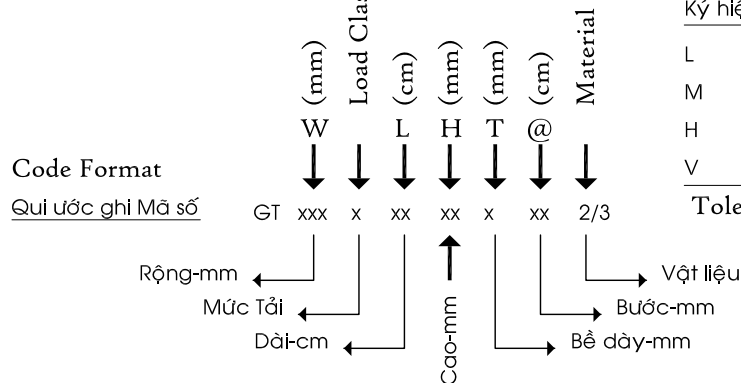 (mm)
Load Clas
(cm)
(mm)
(mm)
(cm)
Material
W L H T @
Code Format
Qui ước ghi Mã số
GT xxx x xx xx x xx 2/3
Rộng-mm
Mức Tải
Dài-cm
Cao-mm
Vật liệu
Bước-mm
Bề dày-mm
Ký hiệ
L
M
H
V
Tole